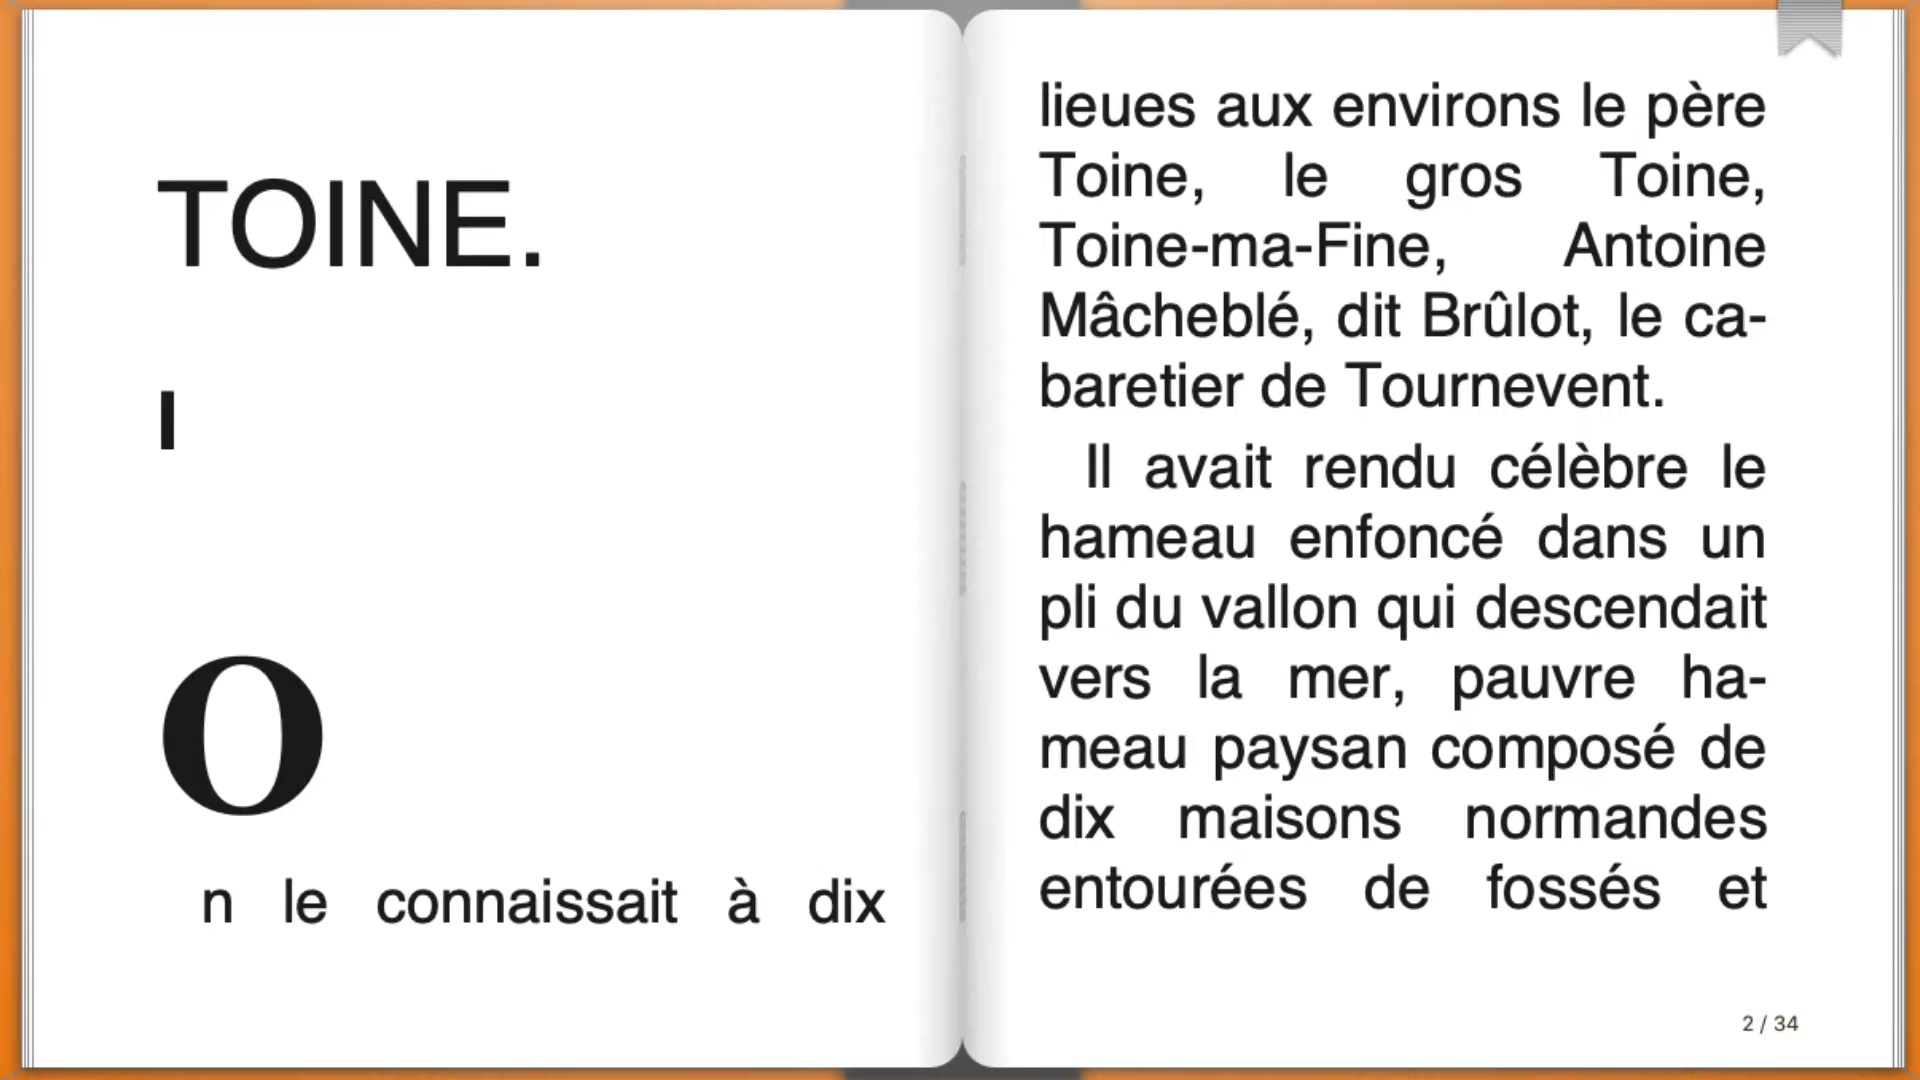 TOINE.
I
O
n le connaissait à dix
lieues aux environs le père
Toine, le gros Toine,
Toine-ma-Fine, Antoine
Mâcheblé, dit Brûlot, le ca-
baretier de Tournevent.
Il avait rendu célèbre le
hameau enfoncé dans un
pli du vallon qui descendait
vers la mer, pauvre ha-
meau paysan composé de
dix maisons normandes
entourées de fossés et
2 / 34